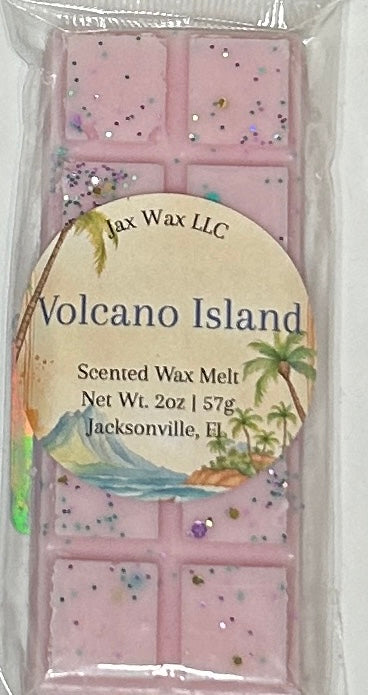 Jax Wax LLC
Volcano Island
Scented Wax Melt
Net Wt. 2oz | 57g
Jacksonville, FL